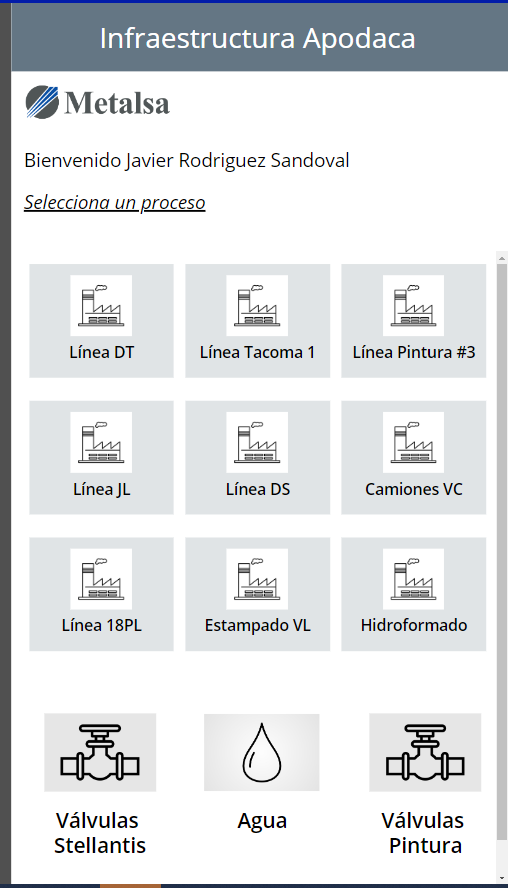 Infraestructura Apodaca
Metalsa
Bienvenido Javier Rodriguez Sandoval
Selecciona un proceso
Línea DT
Línea Tacoma 1
Línea Pintura #3
Línea JL
Línea DS
Camiones VC
Línea 18PL
Estampado VL
Hidroformado
Válvulas
Stellantis
Agua
Válvulas
Pintura